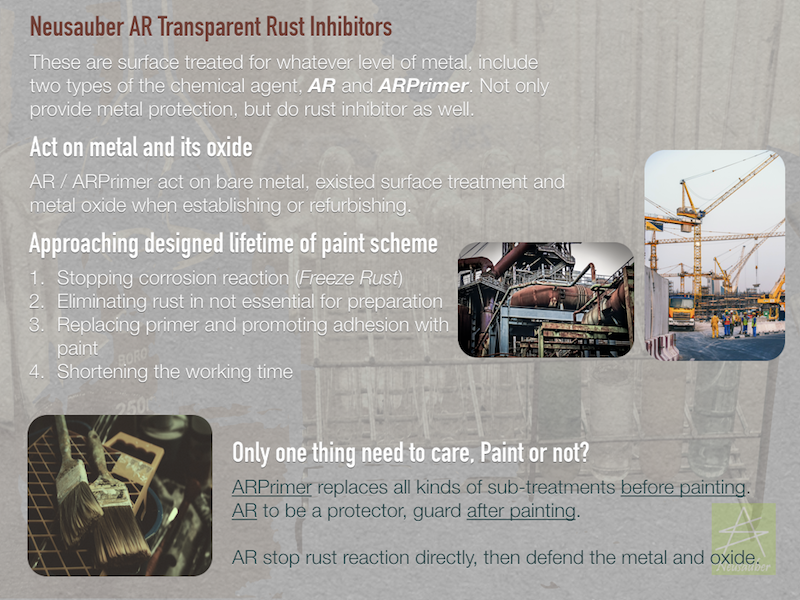 Neusauber AR Transparent Rust Inhibitors
These are surface treated for whatever level of metal, include
two types of the chemical agent, AR and ARPrimer. Not only
provide metal protection, but do rust inhibitor as well.
Act on metal and its oxide
AR / ARPrimer act on bare metal, existed surface treatment and
metal oxide when establishing or refurbishing.
Approaching designed lifetime of paint scheme
1. Stopping corrosion reaction (Freeze Rust)
2. Eliminating rust in not essential for preparation
3. Replacing primer and promoting adhesion with
paint
4. Shortening the working time
Only one thing need to care, Paint or not?
ARPrimer replaces all kinds of sub-treatments before painting.
AR to be a protector, guard after painting.
AR stop rust reaction directly, then defend the metal and oxide.
Neusauber